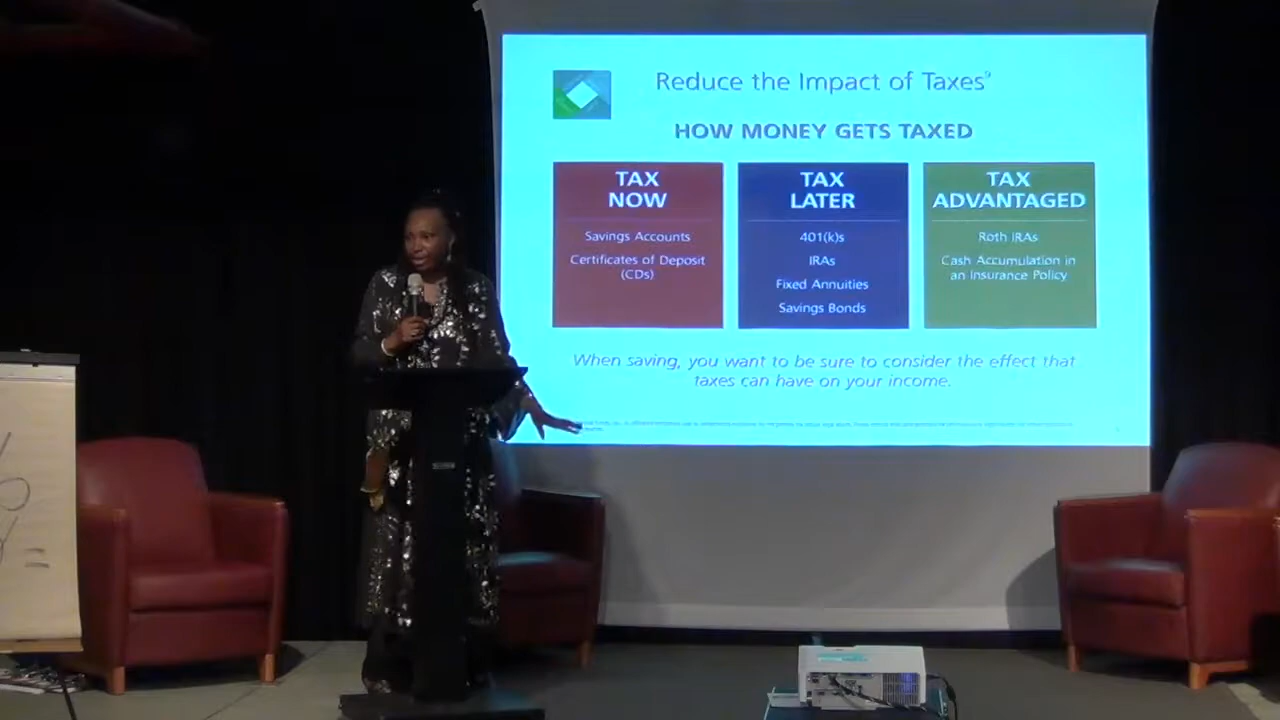 Reduce the Impact of Taxes
HOW MONEY GETS TAXED
TAX
NOW
Savings Accounts
Certificates of Deposit
(CDs)
TAX
LATER
401(k)s
IRAs
Fixed Annuities
Savings Bonds
TAX
ADVANTAGED
Roth IRAs
Cash Accumulation in
an Insurance Policy
When saving, you want to be sure to consider the effect that
taxes can have on your income.